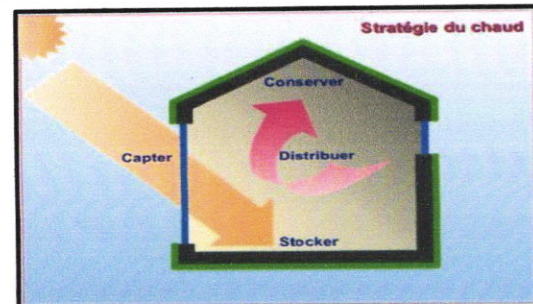 Stratégie du chaud
Conserver
Capter
Distribuer
Stocker